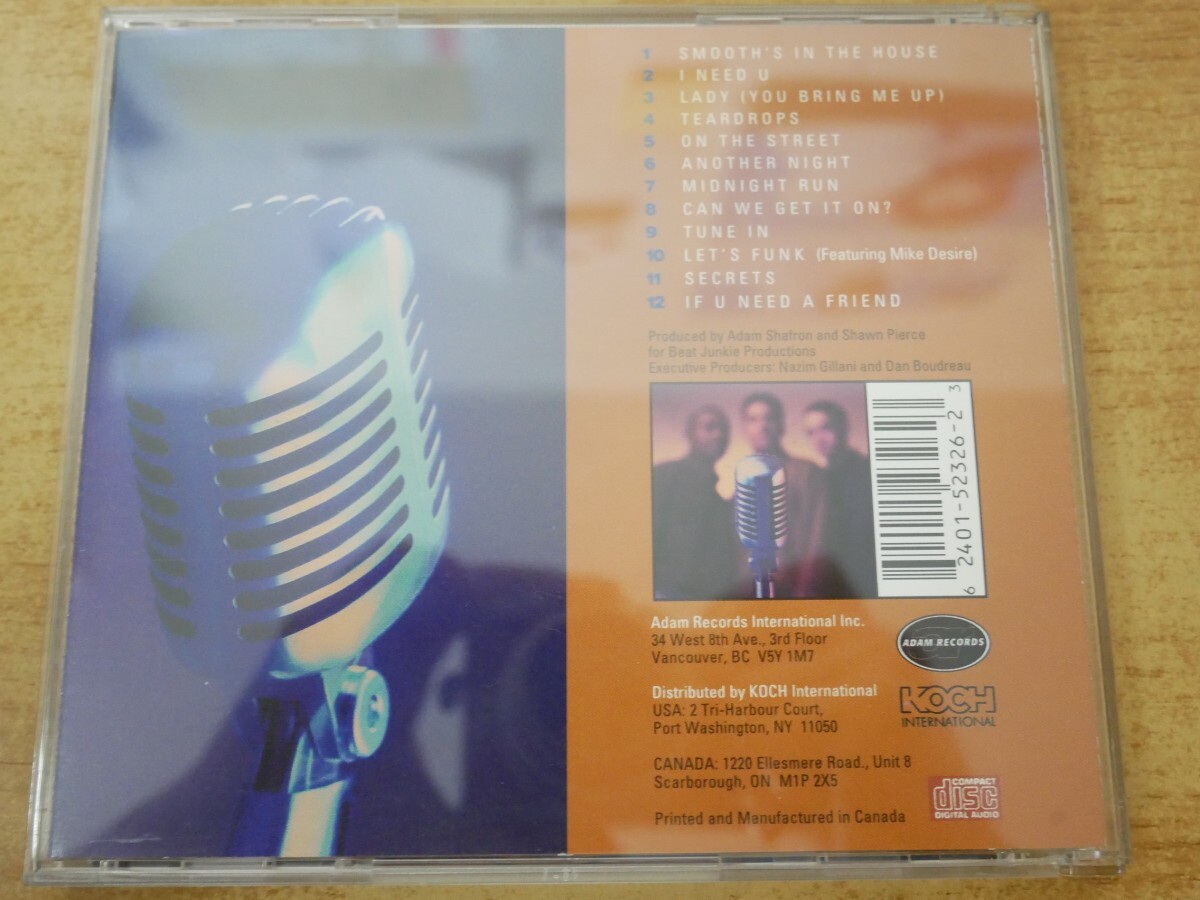 1 SMOOTH'S IN THE HOUSE
2 I NEED U
3 LADY (YOU BRING ME UP)
4 TEARDROPS
5 ON THE STREET
6 ANOTHER NIGHT
7 MIDNIGHT RUN
8 CAN WE GET IT ON?
9 TUNE IN
10 LET'S FUNK (Featuring Mike Desire)
11 SECRETS
12 IF U NEED A FRIEND
Produced by Adam Shafron and Shawn Pierce
for Beat Junkie Productions
Executive Producers: Nazim Gillani and Dan Boudreau
6 2401-52326-2 3
Adam Records International Inc.
34 West 8th Ave., 3rd Floor
Vancouver, BC V5Y 1M7
ADAM RECORDS
Distributed by KOCH International
USA: 2 Tri-Harbour Court,
Port Washington, NY 11050
KOCH
INTERNATIONAL
CANADA: 1220 Ellesmere Road., Unit 8
Scarborough, ON M1P 2X5
COMPACT
disc
DIGITAL AUDIO
Printed and Manufactured in Canada